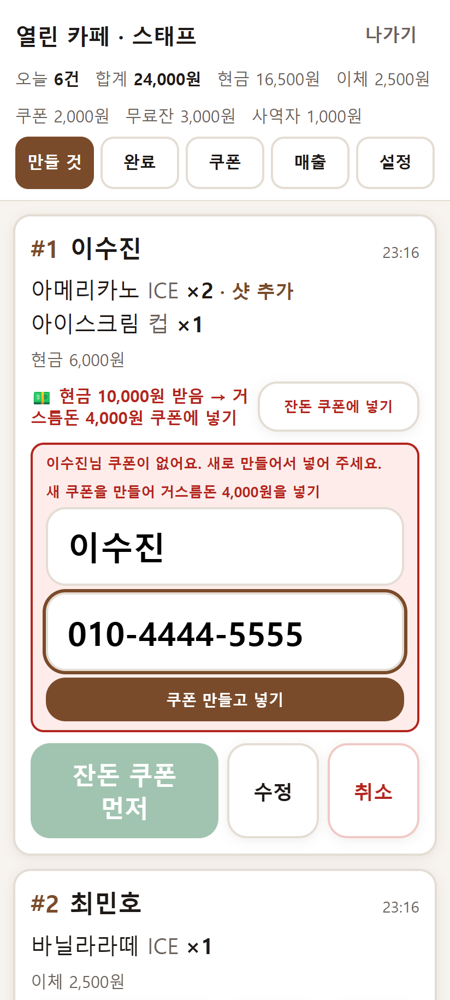 열린 카페 · 스태프 나가기
오늘 6건 합계 24,000원 현금 16,500원 이체 2,500원
쿠폰 2,000원 무료잔 3,000원 사역자 1,000원
만들 것 완료 쿠폰 매출 설정
#1 이수진 23:16
아메리카노 ICE ×2 · 샷 추가
아이스크림 컵 ×1
현금 6,000원
현금 10,000원 받음 → 거
스름돈 4,000원 쿠폰에 넣기
잔돈 쿠폰에 넣기
이수진님 쿠폰이 없어요. 새로 만들어서 넣어 주세요.
새 쿠폰을 만들어 거스름돈 4,000원을 넣기
이수진
010-4444-5555
쿠폰 만들고 넣기
잔돈 쿠폰
먼저
수정
취소
#2 최민호 23:16
바닐라라떼 ICE ×1
이체 2,500원